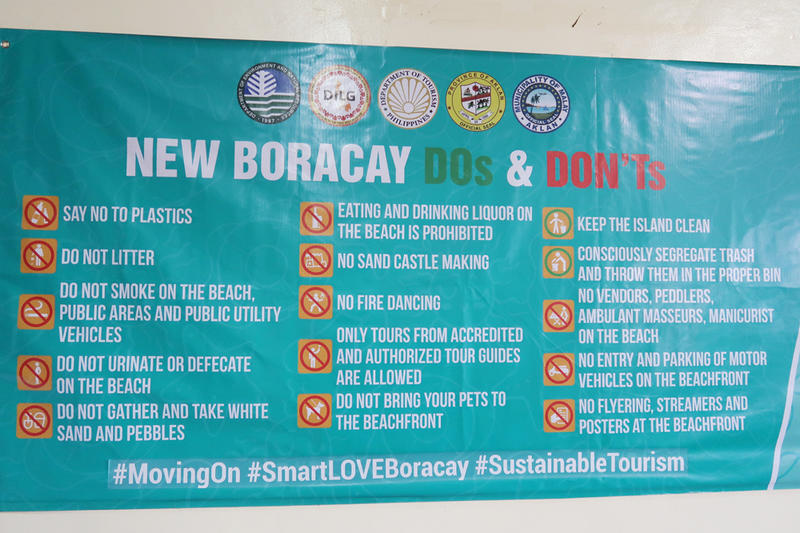 DILG
DEPARTMENT OF TOURISM
PHILIPPINES
PROVINCE OF AKLAN
OFFICIAL SEAL
MUNICIPALITY OF MALAY
OFFICIAL SEAL
AKLAN
NEW BORACAY DOs & DON'Ts
SAY NO TO PLASTICS
DO NOT LITTER
DO NOT SMOKE ON THE BEACH,
PUBLIC AREAS AND PUBLIC UTILITY
VEHICLES
DO NOT URINATE OR DEFECATE
ON THE BEACH
DO NOT GATHER AND TAKE WHITE
SAND AND PEBBLES
EATING AND DRINKING LIQUOR ON
THE BEACH IS PROHIBITED
NO SAND CASTLE MAKING
NO FIRE DANCING
ONLY TOURS FROM ACCREDITED
AND AUTHORIZED TOUR GUIDES
ARE ALLOWED
DO NOT BRING YOUR PETS TO
THE BEACHFRONT
KEEP THE ISLAND CLEAN
CONSCIOUSLY SEGREGATE TRASH
AND THROW THEM IN THE PROPER BIN
NO VENDORS, PEDDLERS,
AMBULANT MASSEURS, MANICURIST
ON THE BEACH
NO ENTRY AND PARKING OF MOTOR
VEHICLES ON THE BEACHFRONT
NO FLYERING, STREAMERS AND
POSTERS AT THE BEACHFRONT
#MovingOn #SmartLOVEBoracay #SustainableTourism